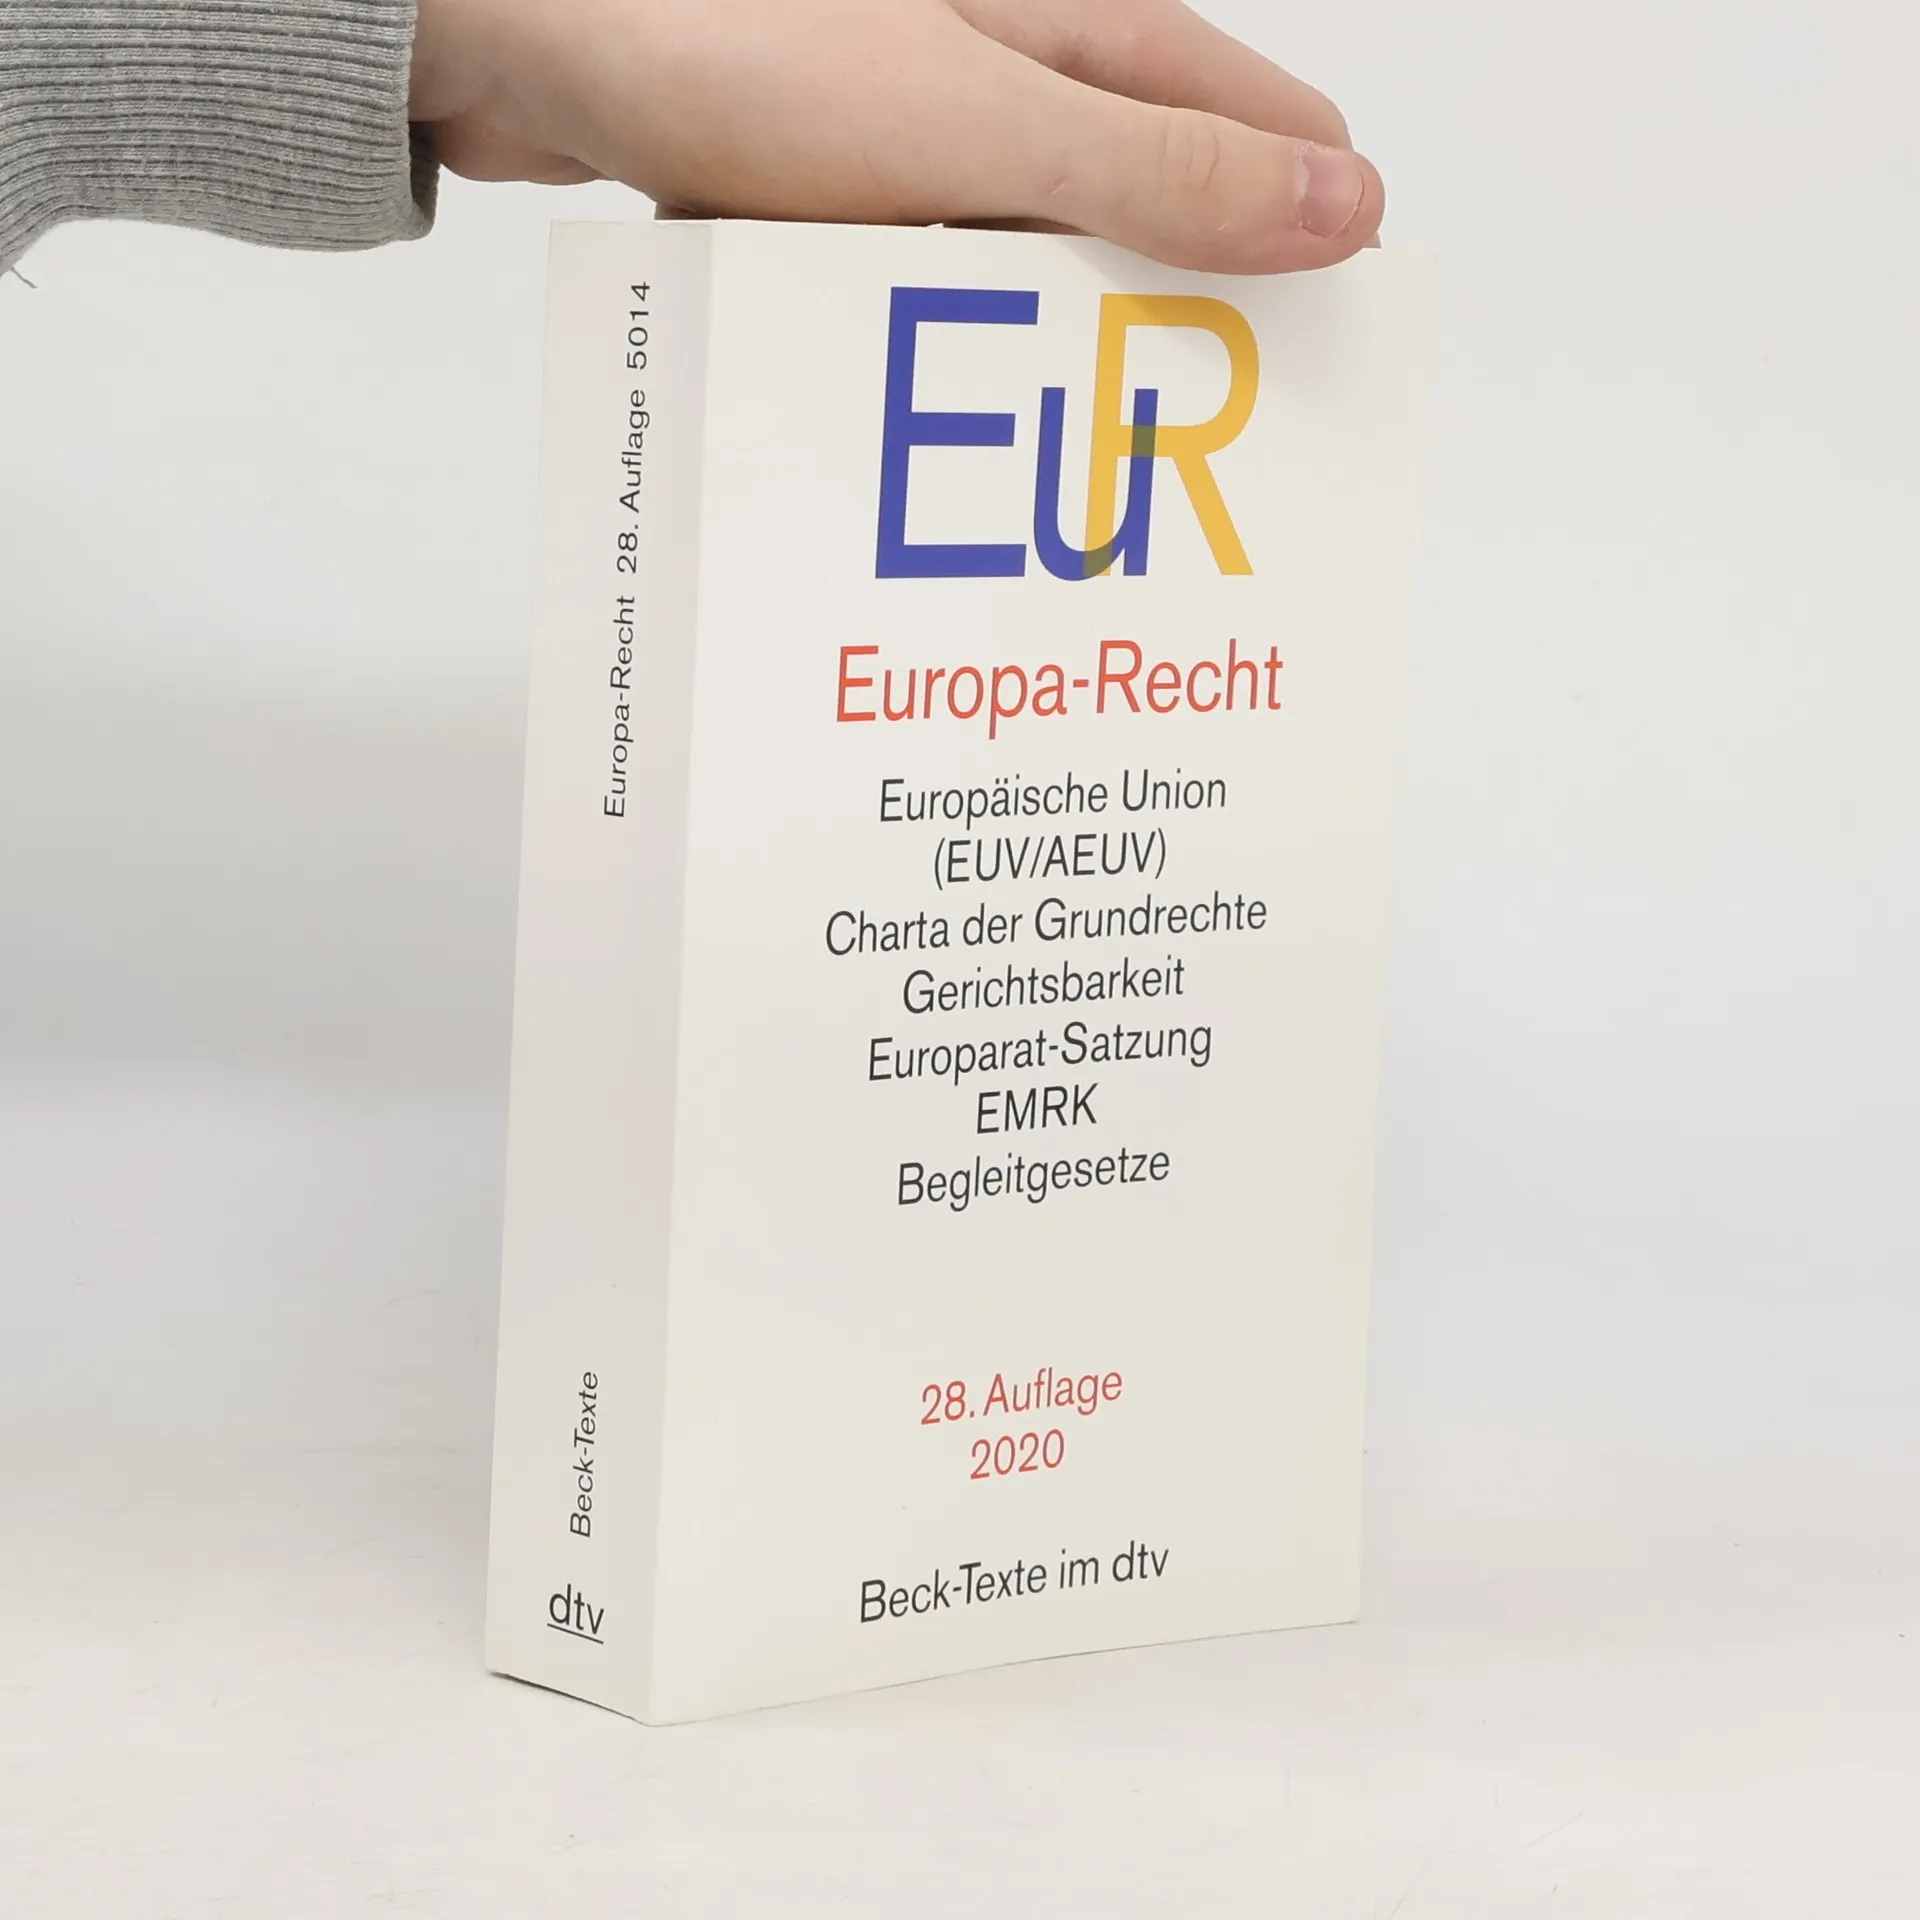 EuR
Europa-Recht
Europäische Union
(EUV/AEUV)
Charta der Grundrechte
Gerichtsbarkeit
Europarat-Satzung
EMRK
Begleitgesetze
28. Auflage
2020
Beck-Texte im dtv
Europa-Recht 28. Auflage 5014
Beck-Texte
dtv